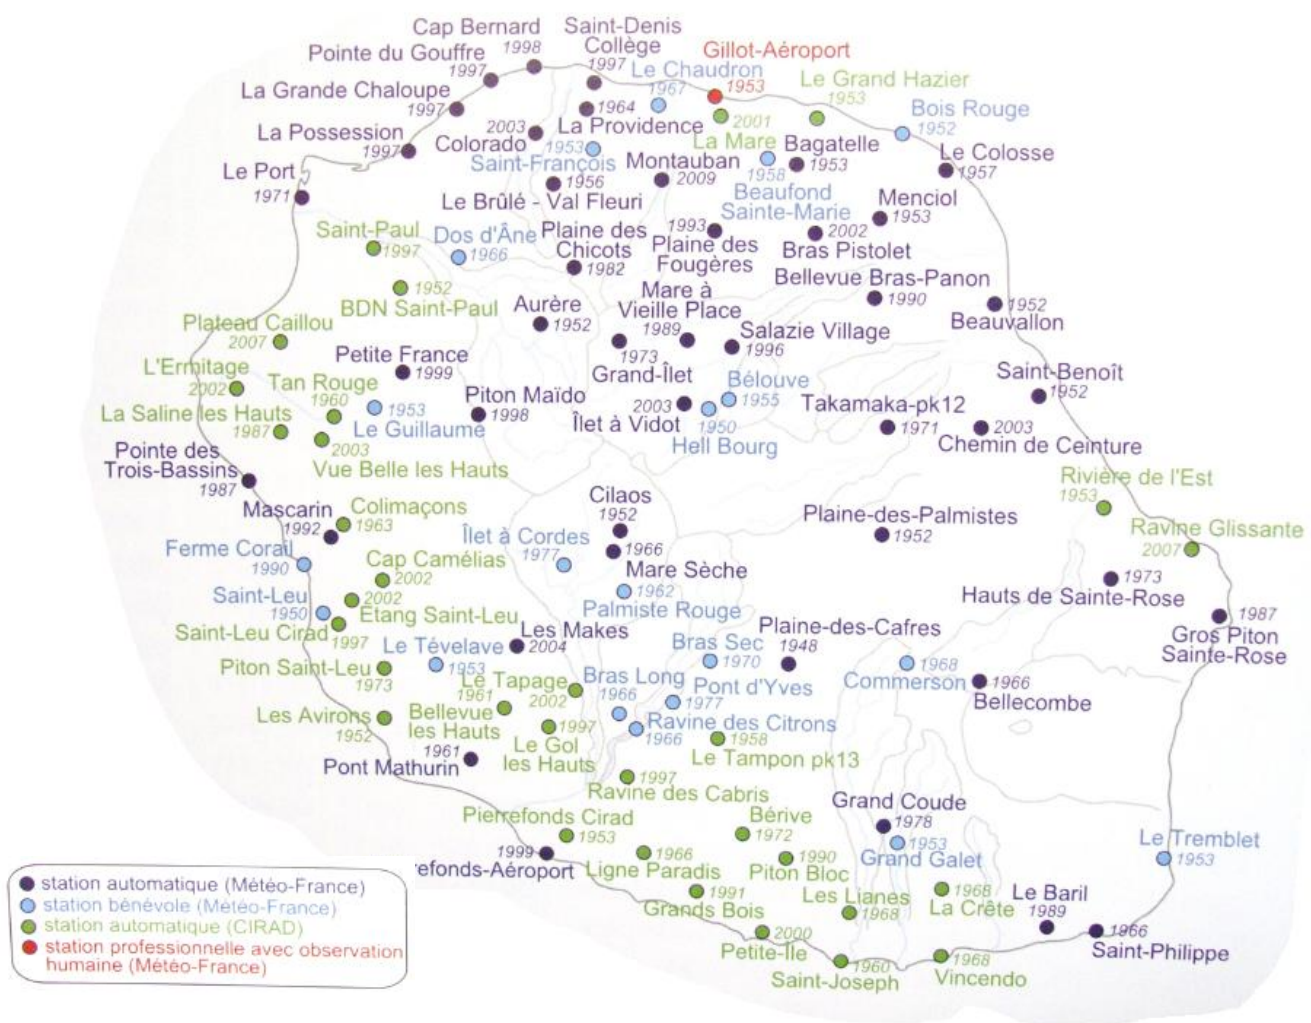 Cap Bernard
1998
Saint-Denis
Collège
1997
Pointe du Gouffre
1997
Gillot-Aéroport
1953
Le Chaudron
1967
Le Grand Hazier
1953
La Grande Chaloupe
1997
1964
La Providence
2001
La Mare
Bois Rouge
1952
La Possession
1997
2003
Colorado
1953
Saint-François
Montauban
2009
Bagatelle
1953
Le Colosse
1957
Le Port
1971
1956
Le Brûlé - Val Fleuri
1958
Beaufond
Sainte-Marie
Menciol
1953
Saint-Paul
1997
Dos d'Âne
1966
Plaine des
Chicots
1982
1993
Plaine des
Fougères
2002
Bras Pistolet
1952
BDN Saint-Paul
Aurère
1952
Mare à
Vieille Place
1989
Bellevue Bras-Panon
1990
1952
Beauvallon
Plateau Caillou
2007
Petite France
1999
1973
Grand-Îlet
Salazie Village
1996
L'Ermitage
2002
Tan Rouge
1960
1953
Le Guillaume
Piton Maïdo
1998
2003
Îlet à Vidot
Bélouve
1955
1950
Hell Bourg
Takamaka-pk12
1971
Saint-Benoît
1952
2003
Chemin de Ceinture
La Saline les Hauts
1987
2003
Vue Belle les Hauts
Pointe des
Trois-Bassins
1987
Rivière de l'Est
1953
Mascarin
1992
Colimaçons
1963
Cilaos
1952
1966
Mare Sèche
Plaine-des-Palmistes
1952
Ravine Glissante
2007
Ferme Corail
1990
Îlet à Cordes
1977
Cap Camélias
2002
1962
Palmiste Rouge
1973
Hauts de Sainte-Rose
Saint-Leu
1950
2002
Etang Saint-Leu
1987
Gros Piton
Sainte-Rose
Saint-Leu Cirad
1997
Le Tévelave
1953
Les Makes
2004
Bras Sec
1970
Plaine-des-Cafres
1948
1968
Commerson
1966
Bellecombe
Piton Saint-Leu
1973
Le Tapage
2002
Bras Long
1966
1977
Pont d'Yves
Les Avirons
1952
1961
Bellevue
les Hauts
1997
Le Gol
les Hauts
Ravine des Citrons
1966
1958
Le Tampon pk13
1961
Pont Mathurin
1997
Ravine des Cabris
Pierrefonds Cirad
1953
Bérive
1972
Grand Coude
1978
1953
Grand Galet
Le Tremblet
1953
1999
refonds-Aéroport
1966
Ligne Paradis
1990
Piton Bloc
1991
Grands Bois
Les Lianes
1968
1968
La Crête
Le Baril
1989
1966
Saint-Philippe
2000
Petite-Ile
1960
Saint-Joseph
1968
Vincendo
station automatique (Météo-France)
station bénévole (Météo-France)
station automatique (CIRAD)
station professionnelle avec observation
humaine (Météo-France)